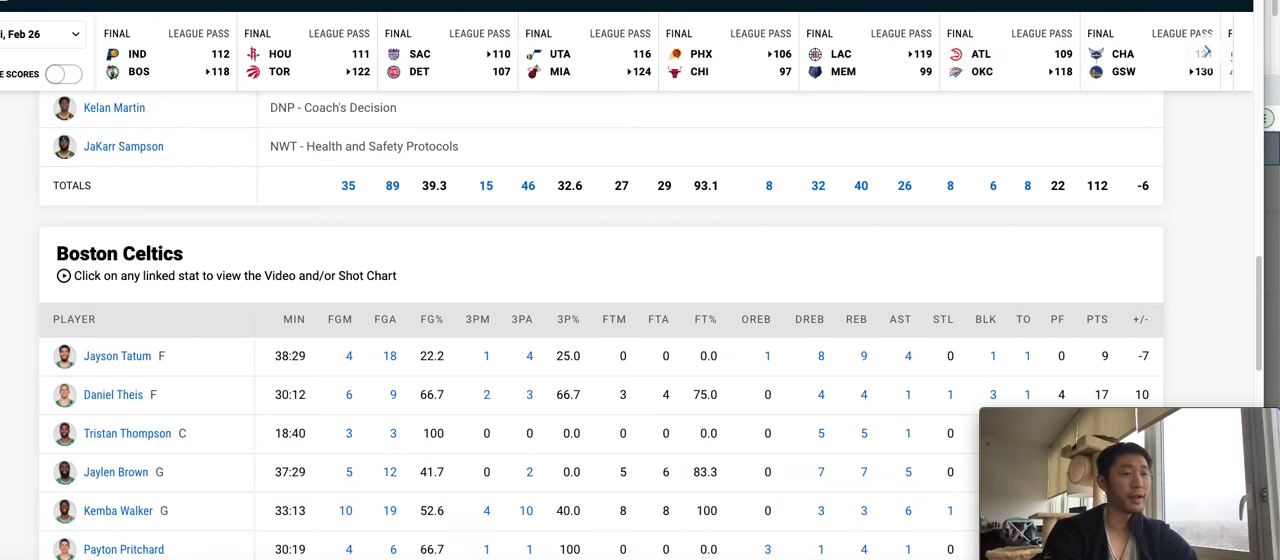 i, Feb 26
E SCORES
FINAL LEAGUE PASS
IND 112
BOS 118
FINAL LEAGUE PASS
HOU 111
TOR 122
FINAL LEAGUE PASS
SAC 110
DET 107
FINAL LEAGUE PASS
UTA 116
MIA 124
FINAL LEAGUE PASS
PHX 106
CHI 97
FINAL LEAGUE PASS
LAC 119
MEM 99
FINAL LEAGUE PASS
ATL 109
OKC 118
FINAL LEAGUE PASS
CHA
GSW 130
Kelan Martin DNP - Coach's Decision
JaKarr Sampson NWT - Health and Safety Protocols
TOTALS 35 89 39.3 15 46 32.6 27 29 93.1 8 32 40 26 8 6 8 22 112 -6
Boston Celtics
Click on any linked stat to view the Video and/or Shot Chart
PLAYER MIN FGM FGA FG% 3PM 3PA 3P% FTM FTA FT% OREB DREB REB AST STL BLK TO PF PTS +/-
Jayson Tatum F 38:29 4 18 22.2 1 4 25.0 0 0 0.0 1 8 9 4 0 1 1 0 9 -7
Daniel Theis F 30:12 6 9 66.7 2 3 66.7 3 4 75.0 0 4 4 1 1 3 1 4 17 10
Tristan Thompson C 18:40 3 3 100 0 0 0.0 0 0 0.0 0 5 5 1 0
Jaylen Brown G 37:29 5 12 41.7 0 2 0.0 5 6 83.3 0 7 7 5 0
Kemba Walker G 33:13 10 19 52.6 4 10 40.0 8 8 100 0 3 3 6 1
Payton Pritchard 30:19 4 6 66.7 1 1 100 0 0 0.0 3 1 4 1 0